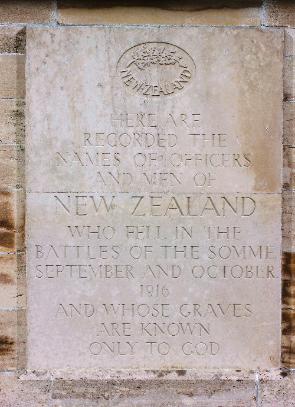 NEW ZEALAND
HERE ARE
RECORDED THE
NAMES OF OFFICERS
AND MEN OF
NEW ZEALAND
WHO FELL IN THE
BATTLES OF THE SOMME
SEPTEMBER AND OCTOBER
1916
AND WHOSE GRAVES
ARE KNOWN
ONLY TO GOD